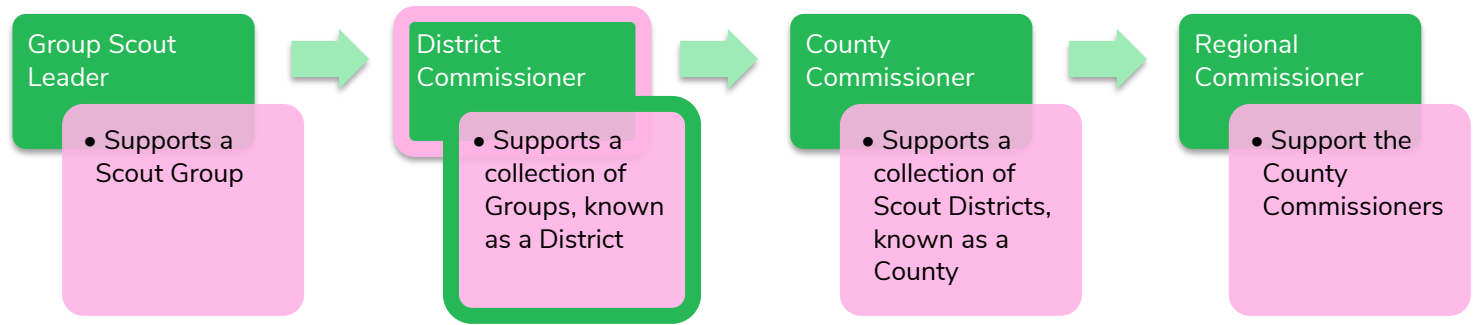 Group Scout
Leader
• Supports a
Scout Group
District
Commissioner
• Supports a
collection of
Groups, known
as a District
County
Commissioner
• Supports a
collection of
Scout Districts,
known as a
County
Regional
Commissioner
• Support the
County
Commissioners